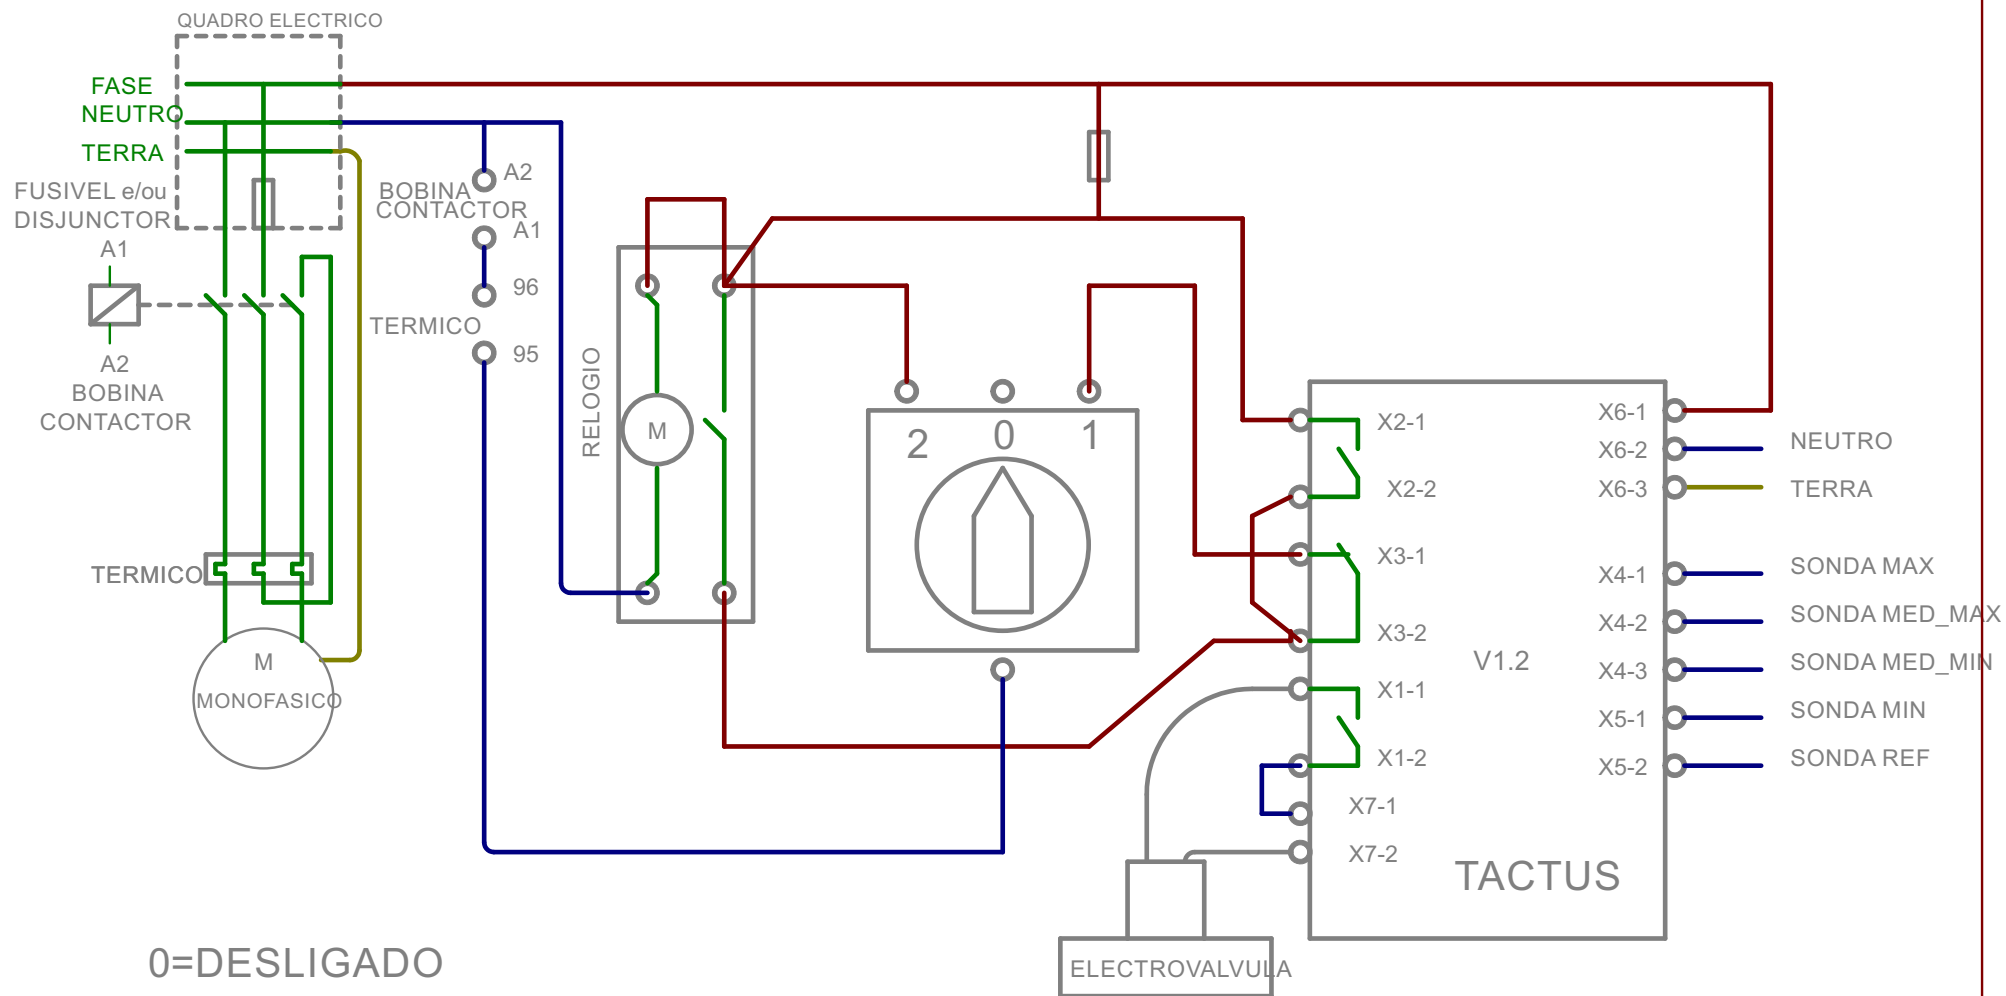 QUADRO ELECTRICO
FASE
NEUTRO
TERRA
FUSIVEL e/ou
DISJUNCTOR
A1
A2
BOBINA
CONTACTOR
TERMICO
M
MONOFASICO
A2
BOBINA
CONTACTOR
A1
96
TERMICO
95
RELOGIO
M
2
0
1
X2-1
X2-2
X3-1
X3-2
X1-1
X1-2
X7-1
X7-2
V1.2
TACTUS
X6-1
X6-2
X6-3
X4-1
X4-2
X4-3
X5-1
X5-2
NEUTRO
TERRA
SONDA MAX
SONDA MED_MAX
SONDA MED_MIN
SONDA MIN
SONDA REF
ELECTROVALVULA
0=DESLIGADO